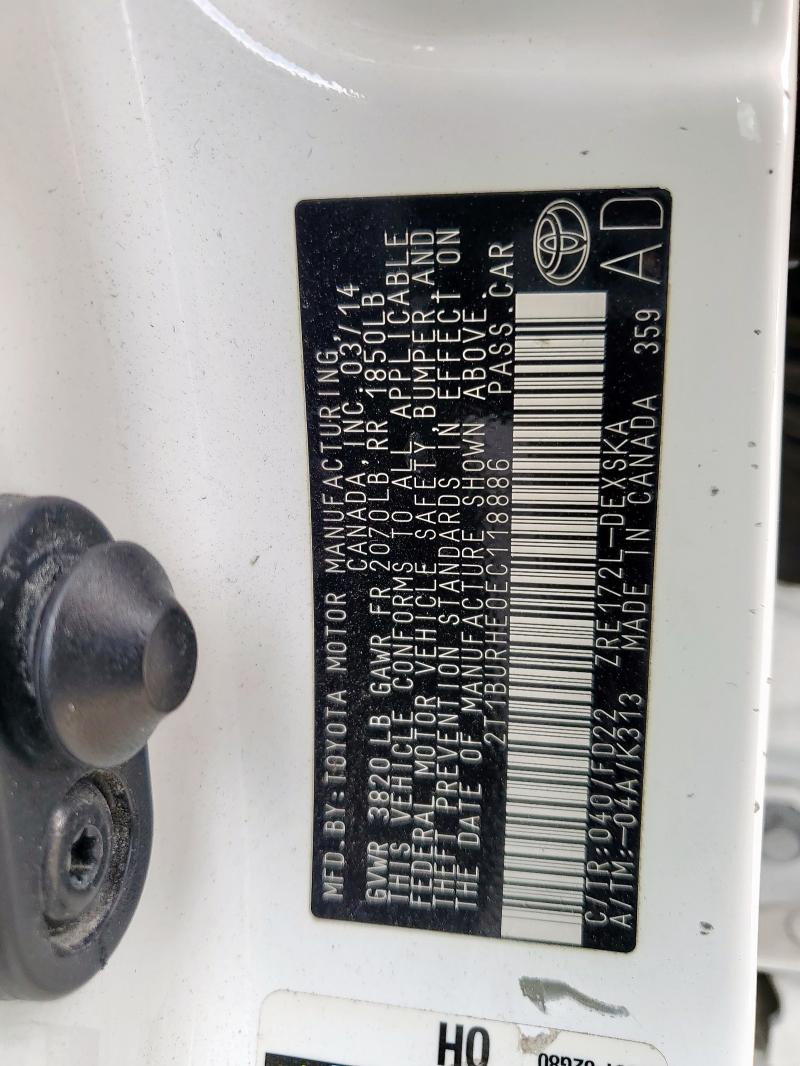 MFD.BY:TOYOTA MOTOR MANUFACTURING,
CANADA,INC.03/14
GVWR 3820 LB GAWR FR 2070LB,RR 1850LB
THIS VEHICLE CONFORMS TO ALL APPLICABLE
FEDERAL MOTOR VEHICLE SAFETY,BUMPER,AND
THEFT PREVENTION STANDARDS IN EFFECT ON
THE DATE OF MANUFACTURE SHOWN ABOVE.
2T1BURHE0EC118886 PASS.CAR
C/TR:040/FD22 ZRE172L-DEXSKA
A/TM:-04A/K313 MADE IN CANADA 359
AD